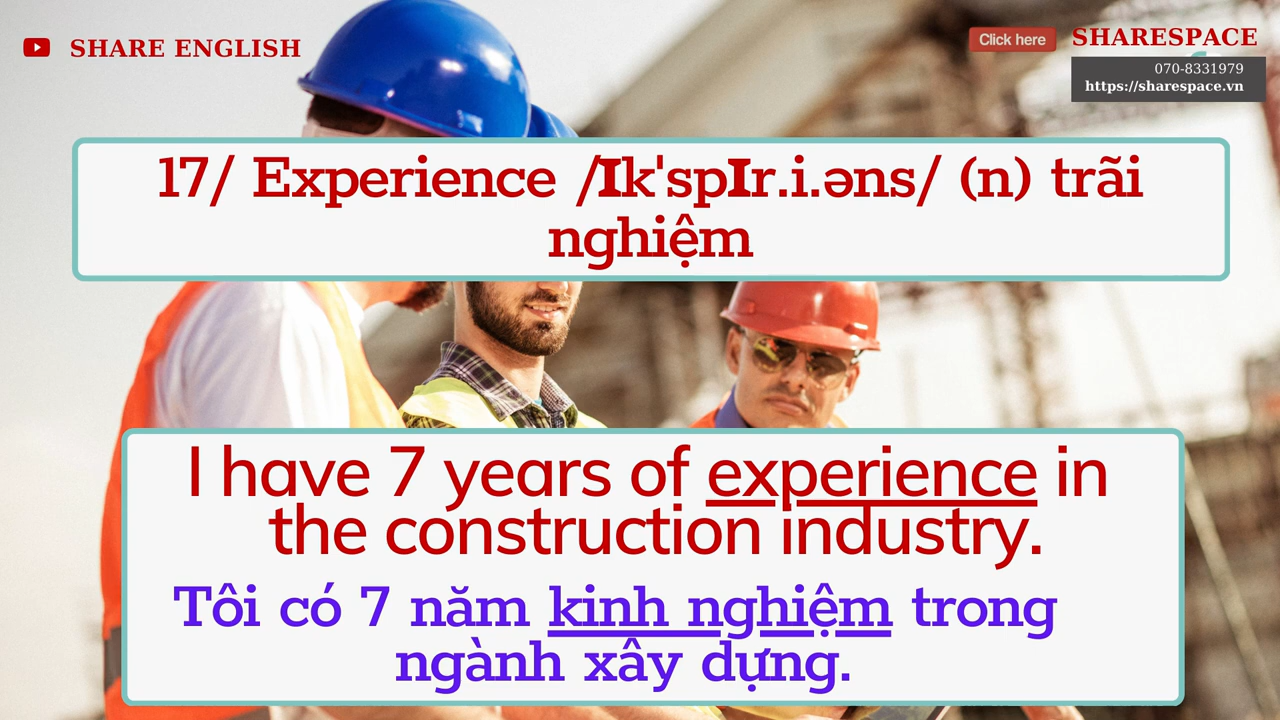 SHARE ENGLISH
Click here SHARESPACE
070-8331979
https://sharespace.vn
17/ Experience /ɪkˈspɪr.i.əns/ (n) trãi
nghiệm
I have 7 years of experience in
the construction industry.
Tôi có 7 năm kinh nghiệm trong
ngành xây dựng.